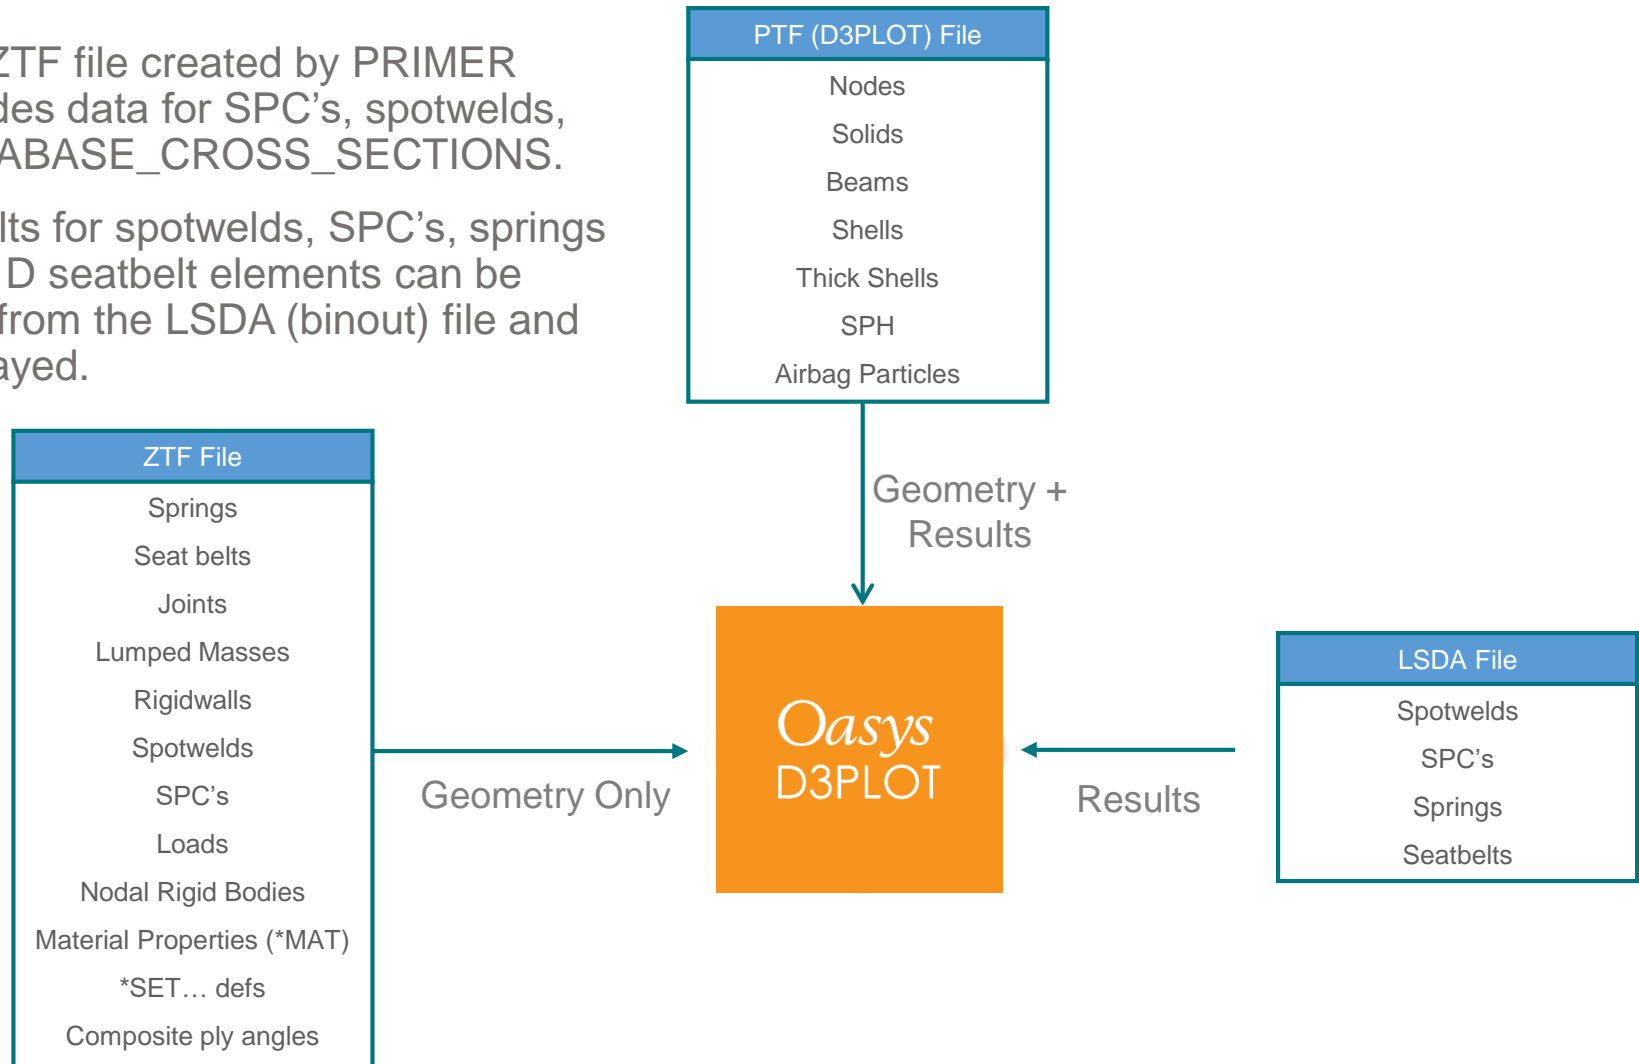 ZTF file created by PRIMER
des data for SPC's, spotwelds,
ABASE_CROSS_SECTIONS.
lts for spotwelds, SPC's, springs
D seatbelt elements can be
from the LSDA (binout) file and
ayed.
PTF (D3PLOT) File
Nodes
Solids
Beams
Shells
Thick Shells
SPH
Airbag Particles
Geometry +
Results
ZTF File
Springs
Seat belts
Joints
Lumped Masses
Rigidwalls
Spotwelds
SPC's
Loads
Nodal Rigid Bodies
Material Properties (*MAT)
*SET… defs
Composite ply angles
Geometry Only
Oasys
D3PLOT
Results
LSDA File
Spotwelds
SPC's
Springs
Seatbelts